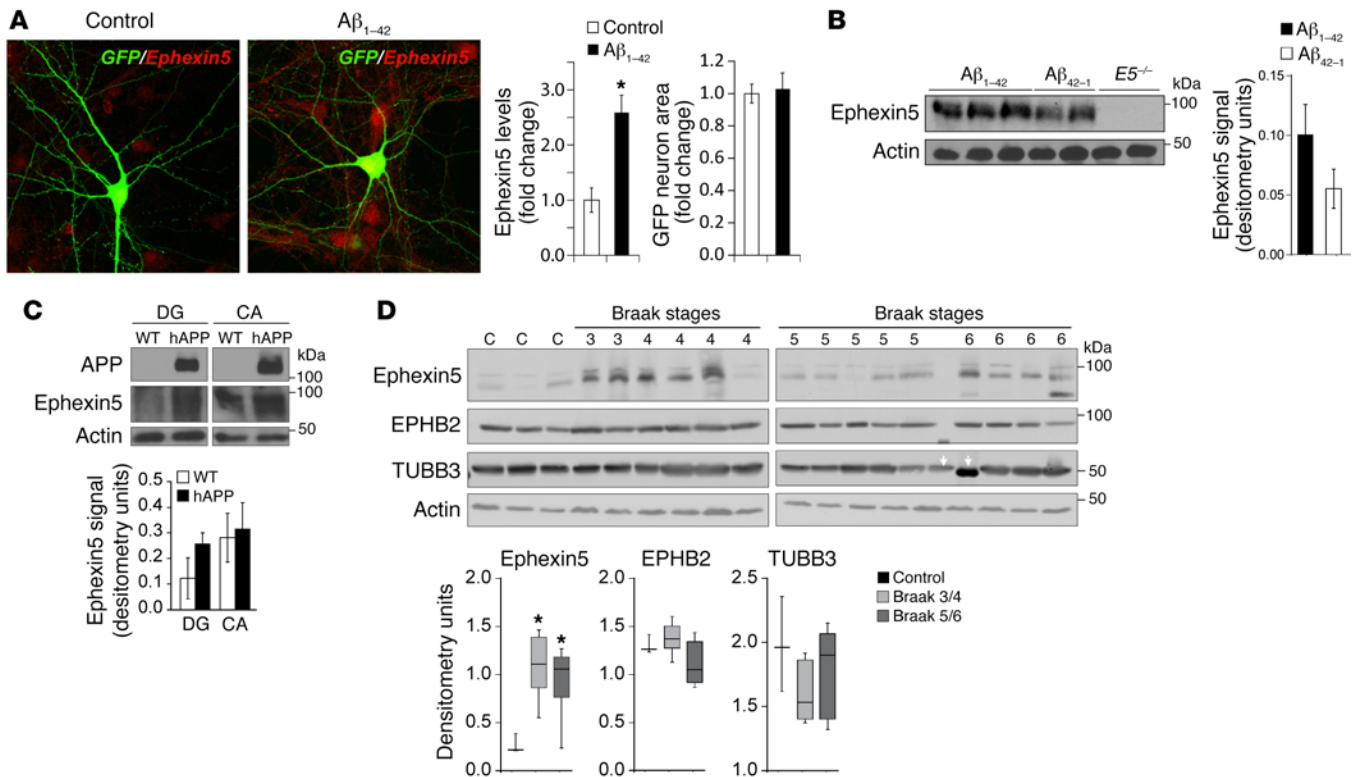 A
Control
Aβ1–42
GFP/Ephexin5
GFP/Ephexin5
Control
Aβ1–42
Ephexin5 levels
(fold change)
3.0
2.0
1.0
0.0
*
GFP neuron area
(fold change)
1.2
1.0
0.8
0.6
0.4
0.2
0.0
B
Aβ1–42 Aβ42–1 E5–/–
kDa
Ephexin5
100
50
Actin
Aβ1–42
Aβ42–1
Ephexin5 signal
(desitometry units)
0.15
0.10
0.05
0.00
C
DG CA
WT hAPP WT hAPP
kDa
APP
100
Ephexin5
100
Actin
50
WT
hAPP
Ephexin5 signal
(desitometry units)
0.5
0.4
0.3
0.2
0.1
0.0
DG CA
D
Braak stages
C C C 3 3 4 4 4 4
Braak stages
5 5 5 5 5 6 6 6 6
kDa
Ephexin5
100
EPHB2
100
TUBB3
50
Actin
50
Densitometry units
Ephexin5
2.0
1.5
1.0
0.5
0.0
* *
EPHB2
2.0
1.5
1.0
0.5
0.0
TUBB3
2.5
2.0
1.5
1.0
Control
Braak 3/4
Braak 5/6